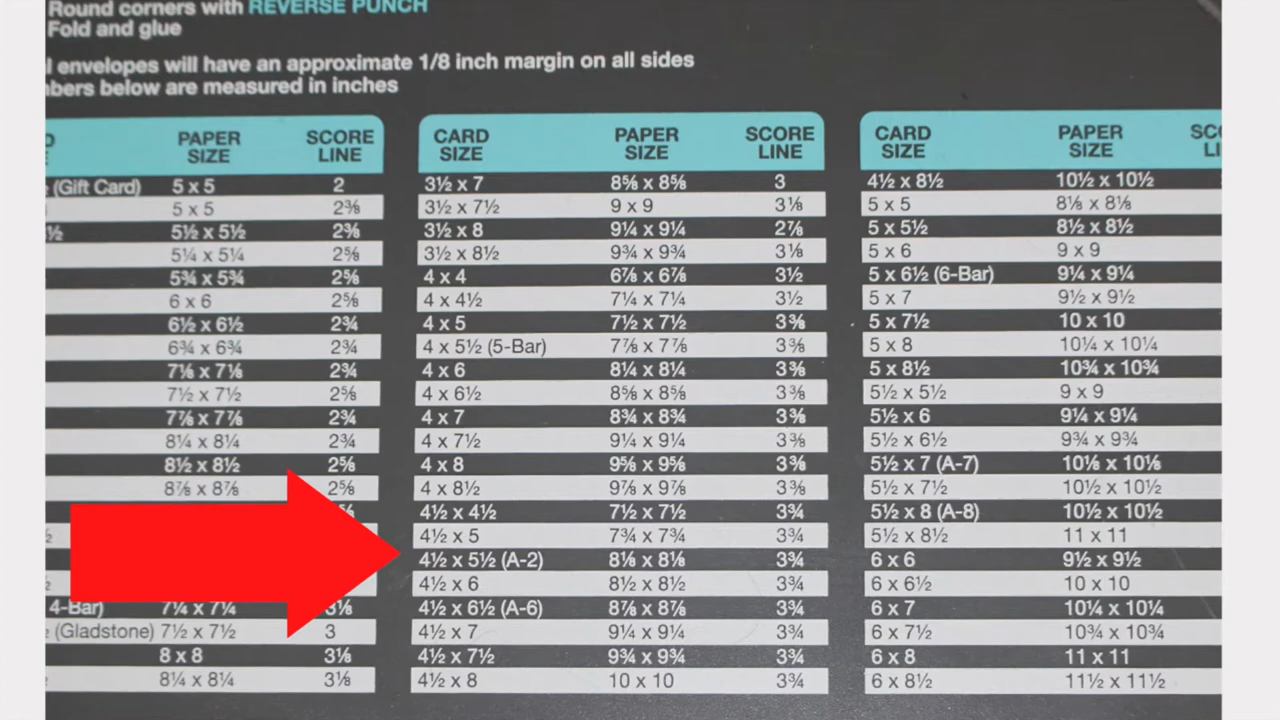 Round corners with REVERSE PUNCH
Fold and glue
envelopes will have an approximate 1/8 inch margin on all sides
below are measured in inches
PAPER SIZE SCORE LINE
(Gift Card) 5 x 5 2
5 x 5 2⅜
½ 5½ x 5½ 2⅜
5¼ x 5¼ 2⅝
5¾ x 5¾ 2⅝
6 x 6 2⅝
6½ x 6½ 2¾
6¾ x 6¾ 2¾
7⅛ x 7⅛ 2¾
7½ x 7½ 2⅝
7⅞ x 7⅞ 2¾
8¼ x 8¼ 2¾
8½ x 8½ 2⅝
8⅞ x 8⅞ 2⅝
4-Bar) 7¼ x 7¼ 3⅛
(Gladstone) 7½ x 7½ 3
8 x 8 3⅛
8¼ x 8¼ 3⅛
CARD SIZE PAPER SIZE SCORE LINE
3½ x 7 8⅝ x 8⅝ 3
3½ x 7½ 9 x 9 3⅛
3½ x 8 9¼ x 9¼ 2⅞
3½ x 8½ 9¾ x 9¾ 3⅛
4 x 4 6⅞ x 6⅞ 3½
4 x 4½ 7¼ x 7¼ 3½
4 x 5 7½ x 7½ 3⅜
4 x 5½ (5-Bar) 7⅞ x 7⅞ 3⅜
4 x 6 8¼ x 8¼ 3⅜
4 x 6½ 8⅝ x 8⅝ 3⅜
4 x 7 8¾ x 8¾ 3⅜
4 x 7½ 9¼ x 9¼ 3⅜
4 x 8 9⅝ x 9⅝ 3⅜
4 x 8½ 9⅞ x 9⅞ 3⅜
4½ x 4½ 7½ x 7½ 3¾
4½ x 5 7¾ x 7¾ 3¾
4½ x 5½ (A-2) 8⅛ x 8⅛ 3¾
4½ x 6 8½ x 8½ 3¾
4½ x 6½ (A-6) 8⅞ x 8⅞ 3¾
4½ x 7 9¼ x 9¼ 3¾
4½ x 7½ 9¾ x 9¾ 3¾
4½ x 8 10 x 10 3¾
CARD SIZE PAPER SIZE
4½ x 8½ 10½ x 10½
5 x 5 8⅛ x 8⅛
5 x 5½ 8½ x 8½
5 x 6 9 x 9
5 x 6½ (6-Bar) 9¼ x 9¼
5 x 7 9½ x 9½
5 x 7½ 10 x 10
5 x 8 10¼ x 10¼
5 x 8½ 10¾ x 10¾
5½ x 5½ 9 x 9
5½ x 6 9¼ x 9¼
5½ x 6½ 9¾ x 9¾
5½ x 7 (A-7) 10⅛ x 10⅛
5½ x 7½ 10½ x 10½
5½ x 8 (A-8) 10½ x 10½
5½ x 8½ 11 x 11
6 x 6 9½ x 9½
6 x 6½ 10 x 10
6 x 7 10¼ x 10¼
6 x 7½ 10¾ x 10¾
6 x 8 11 x 11
6 x 8½ 11½ x 11½